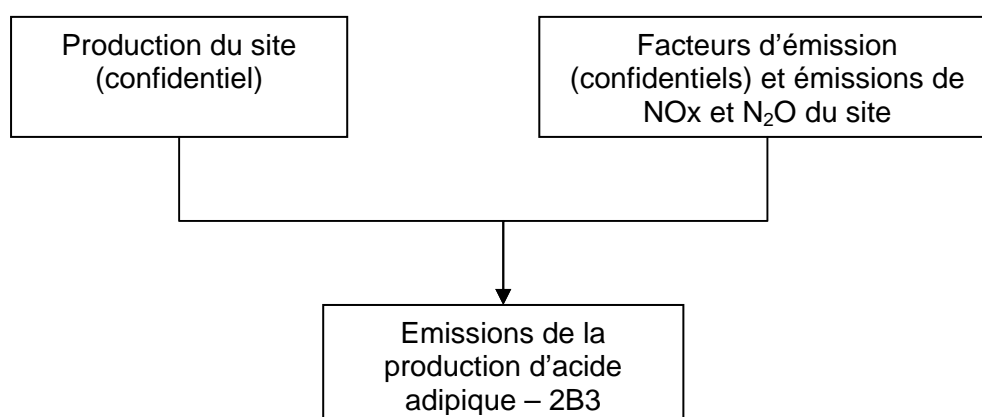 Production du site
(confidentiel)
Facteurs d’émission
(confidentiels) et émissions de
NOx et N₂O du site
Emissions de la
production d’acide
adipique – 2B3